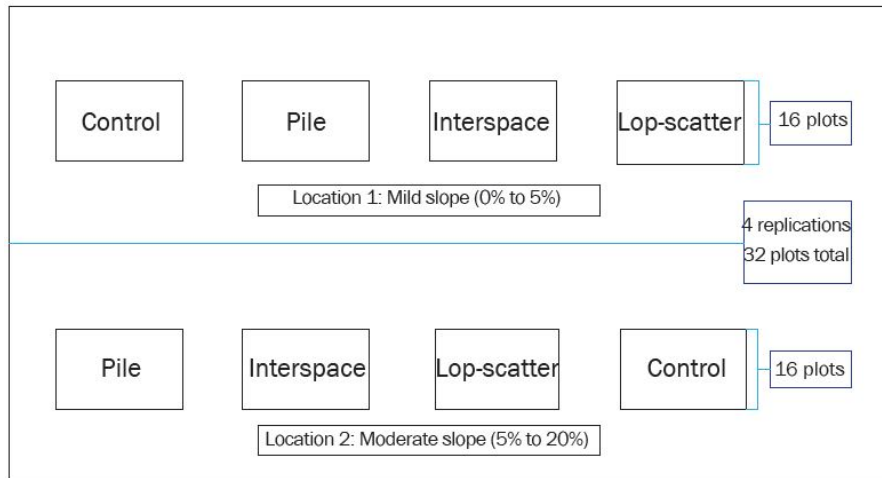 Control
Pile
Interspace
Lop-scatter
16 plots
Location 1: Mild slope (0% to 5%)
4 replications
32 plots total
Pile
Interspace
Lop-scatter
Control
16 plots
Location 2: Moderate slope (5% to 20%)